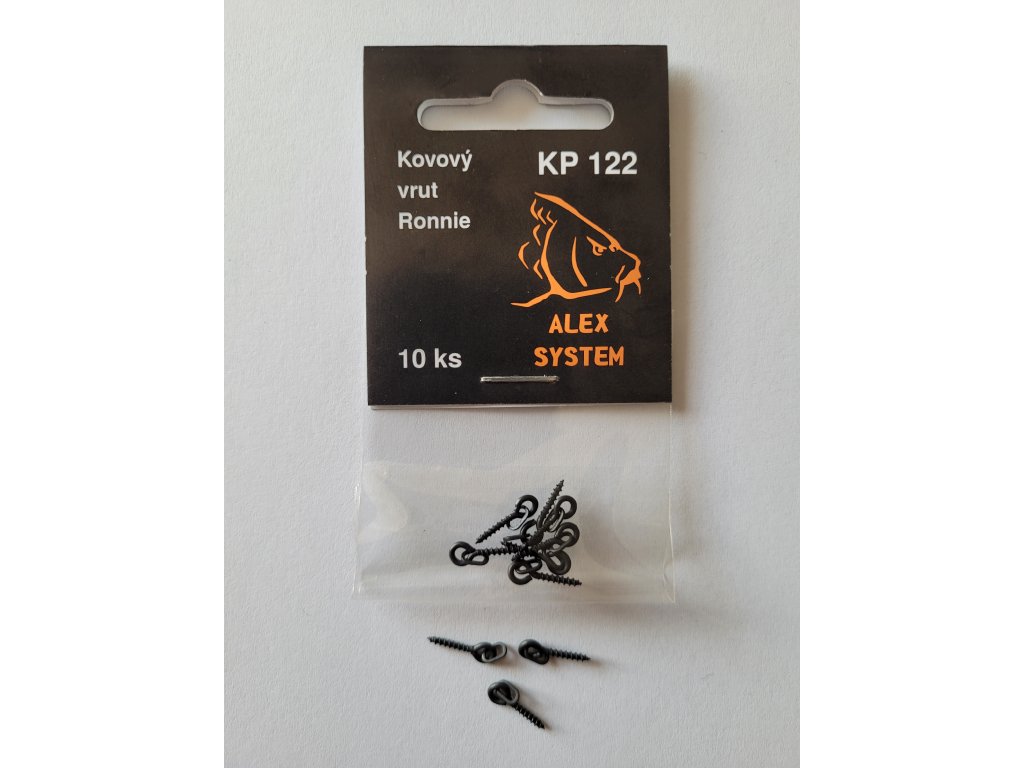 Kovový
vrut
Ronnie
KP 122
ALEX
SYSTEM
10 ks